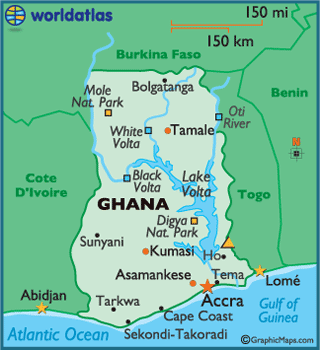 worldatlas
150 mi
150 km
Burkina Faso
Bolgatanga
Mole
Nat. Park
Benin
Oti
River
White
Volta
Tamale
Black
Volta
Lake
Volta
Cote
D'Ivoire
GHANA
Togo
Digya
Nat. Park
Sunyani
Kumasi
Ho
Asamankese
Tema
Lomé
Accra
Abidjan
Tarkwa
Cape Coast
Gulf of
Guinea
Sekondi-Takoradi
Atlantic Ocean
©GraphicMaps.com